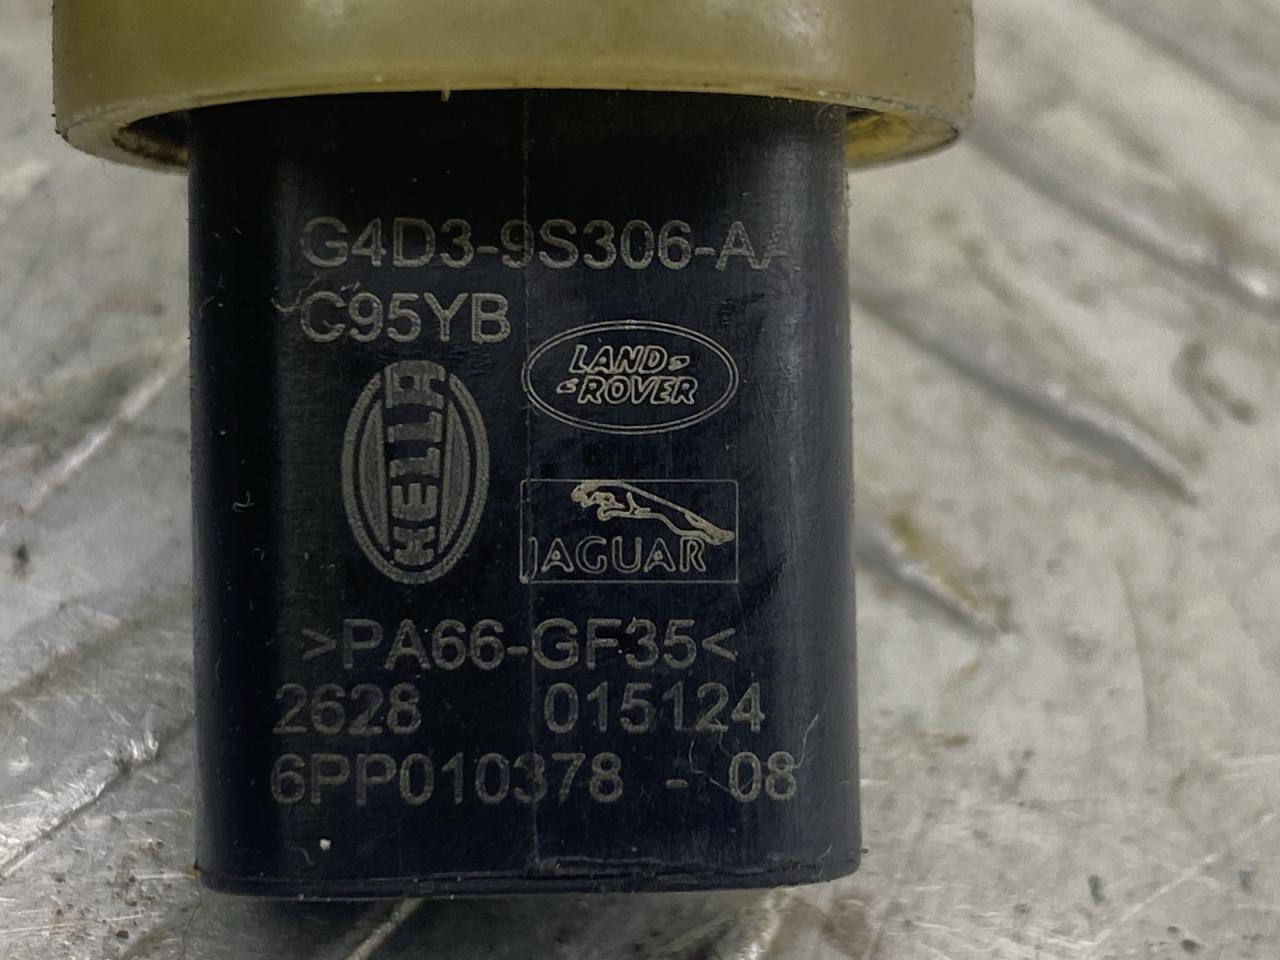 G4D3-9S306-AA
C95YB
HELLA
LAND-
-ROVER
JAGUAR
>PA66-GF35<
2628 015124
6PP010378 - 08